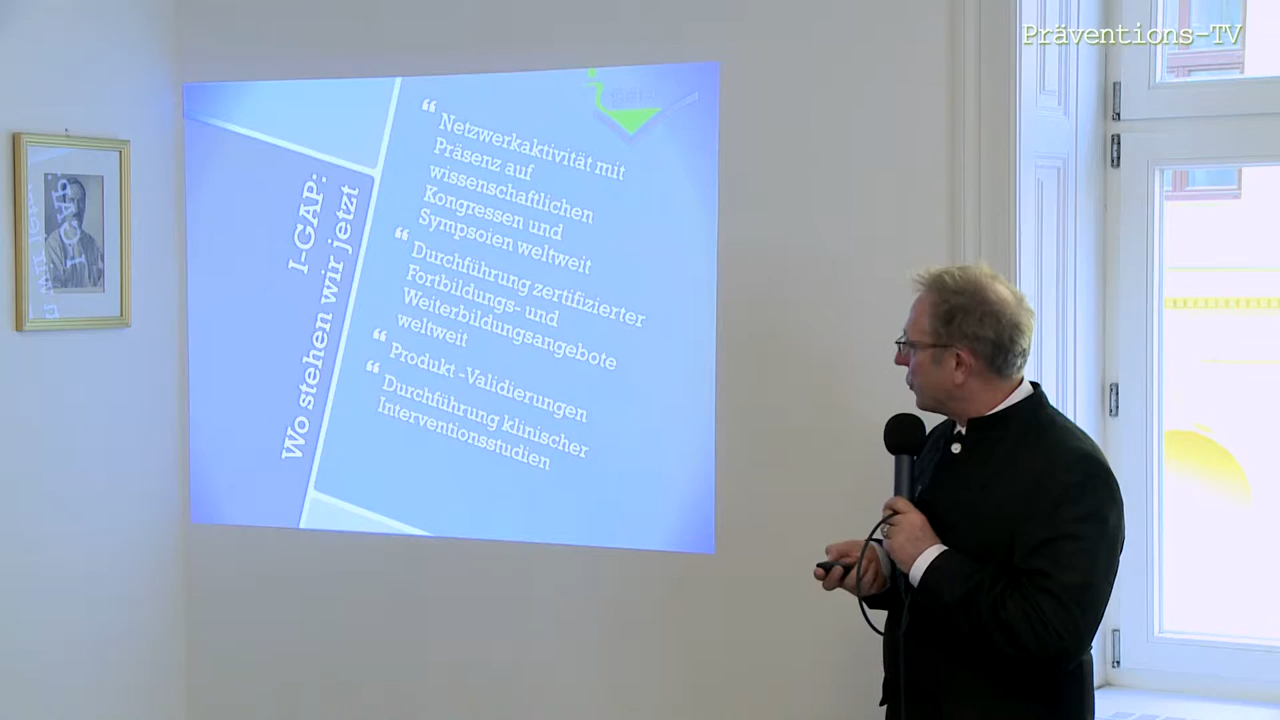 Präventions-TV
I-GAP:
Wo stehen wir jetzt
“ Netzwerkaktivität mit
Präsenz auf
wissenschaftlichen
Kongressen und
Sympsoien weltweit
“ Durchführung zertifizierter
Fortbildungs- und
Weiterbildungsangebote
weltweit
“ Produkt -Validierungen
“ Durchführung klinischer
Interventionsstudien